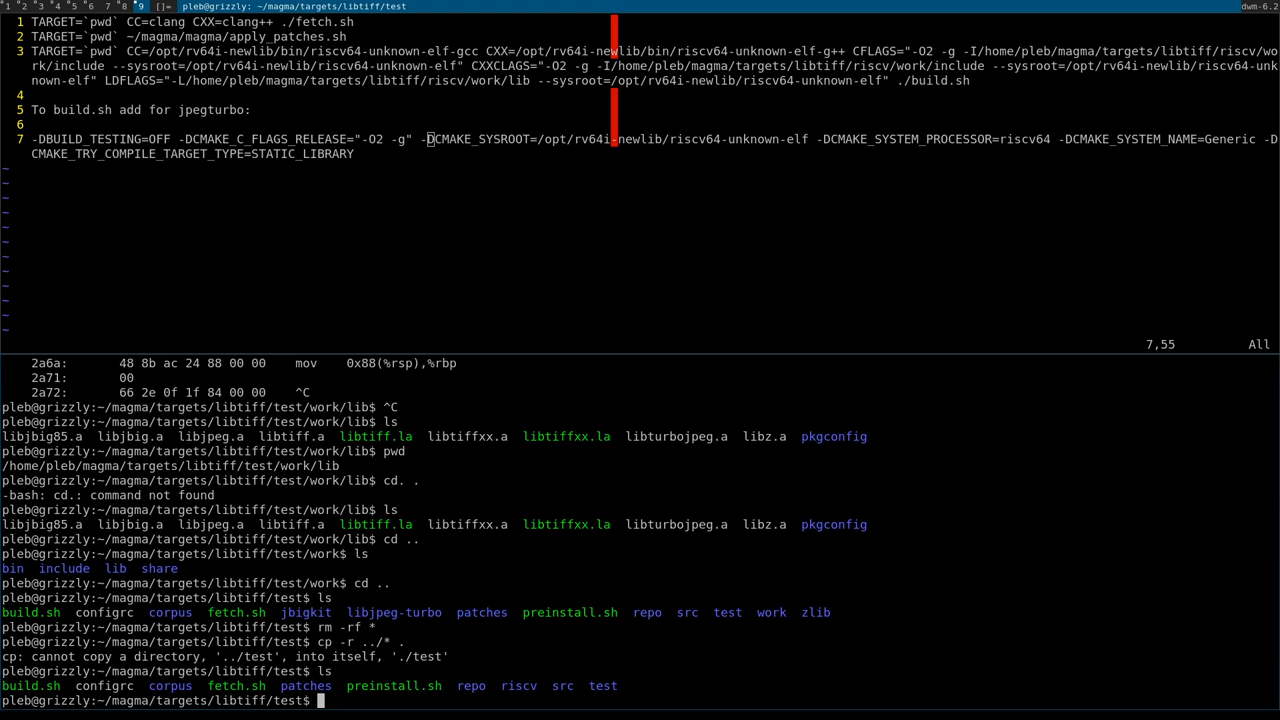 1 2 3 4 5 6 7 8 9 []= pleb@grizzly: ~/magma/targets/libtiff/test dwm-6.2
1 TARGET=`pwd` CC=clang CXX=clang++ ./fetch.sh
2 TARGET=`pwd` ~/magma/magma/apply_patches.sh
3 TARGET=`pwd` CC=/opt/rv64i-newlib/bin/riscv64-unknown-elf-gcc CXX=/opt/rv64i-newlib/bin/riscv64-unknown-elf-g++ CFLAGS="-O2 -g -I/home/pleb/magma/targets/libtiff/riscv/wo
rk/include --sysroot=/opt/rv64i-newlib/riscv64-unknown-elf" CXXCLAGS="-O2 -g -I/home/pleb/magma/targets/libtiff/riscv/work/include --sysroot=/opt/rv64i-newlib/riscv64-unk
nown-elf" LDFLAGS="-L/home/pleb/magma/targets/libtiff/riscv/work/lib --sysroot=/opt/rv64i-newlib/riscv64-unknown-elf" ./build.sh
4
5 To build.sh add for jpegturbo:
6
7 -DBUILD_TESTING=OFF -DCMAKE_C_FLAGS_RELEASE="-O2 -g" -DCMAKE_SYSROOT=/opt/rv64i-newlib/riscv64-unknown-elf -DCMAKE_SYSTEM_PROCESSOR=riscv64 -DCMAKE_SYSTEM_NAME=Generic -D
CMAKE_TRY_COMPILE_TARGET_TYPE=STATIC_LIBRARY
~
~
~
~
~
~
~
~
~
~
~
~
7,55 All
2a6a: 48 8b ac 24 88 00 00 mov 0x88(%rsp),%rbp
2a71: 00
2a72: 66 2e 0f 1f 84 00 00 ^C
pleb@grizzly:~/magma/targets/libtiff/test/work/lib$ ^C
pleb@grizzly:~/magma/targets/libtiff/test/work/lib$ ls
libjbig85.a libjbig.a libjpeg.a libtiff.a libtiff.la libtiffxx.a libtiffxx.la libturbojpeg.a libz.a pkgconfig
pleb@grizzly:~/magma/targets/libtiff/test/work/lib$ pwd
/home/pleb/magma/targets/libtiff/test/work/lib
pleb@grizzly:~/magma/targets/libtiff/test/work/lib$ cd. .
-bash: cd.: command not found
pleb@grizzly:~/magma/targets/libtiff/test/work/lib$ ls
libjbig85.a libjbig.a libjpeg.a libtiff.a libtiff.la libtiffxx.a libtiffxx.la libturbojpeg.a libz.a pkgconfig
pleb@grizzly:~/magma/targets/libtiff/test/work/lib$ cd ..
pleb@grizzly:~/magma/targets/libtiff/test/work$ ls
bin include lib share
pleb@grizzly:~/magma/targets/libtiff/test/work$ cd ..
pleb@grizzly:~/magma/targets/libtiff/test$ ls
build.sh configrc corpus fetch.sh jbigkit libjpeg-turbo patches preinstall.sh repo src test work zlib
pleb@grizzly:~/magma/targets/libtiff/test$ rm -rf *
pleb@grizzly:~/magma/targets/libtiff/test$ cp -r ../* .
cp: cannot copy a directory, '../test', into itself, './test'
pleb@grizzly:~/magma/targets/libtiff/test$ ls
build.sh configrc corpus fetch.sh patches preinstall.sh repo riscv src test
pleb@grizzly:~/magma/targets/libtiff/test$